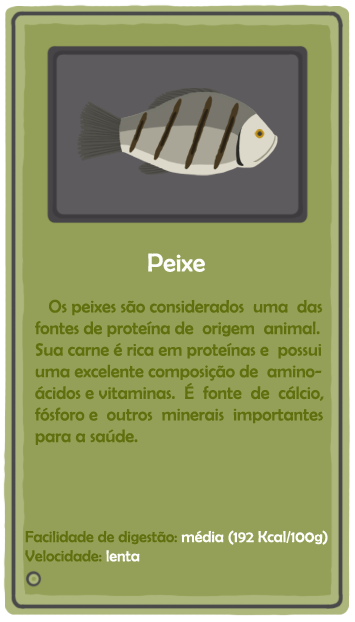 Peixe
Os peixes são considerados uma das
fontes de proteína de origem animal.
Sua carne é rica em proteínas e possui
uma excelente composição de amino-
ácidos e vitaminas. É fonte de cálcio,
fósforo e outros minerais importantes
para a saúde.
Facilidade de digestão: média (192 Kcal/100g)
Velocidade: lenta